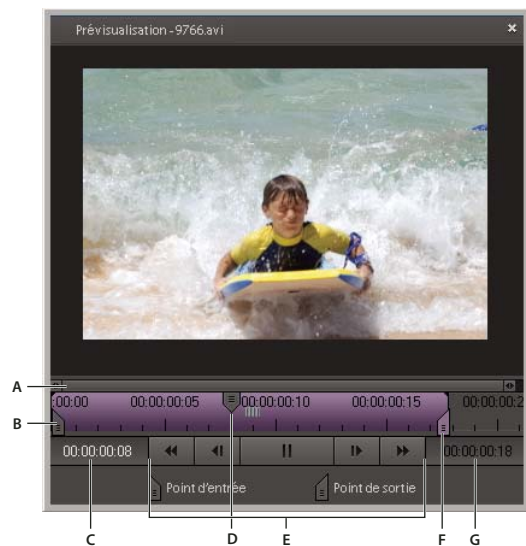 Prévisualisation -9766.avi
A
:00:00 00:00:00:05 00:00:00:10 00:00:00:15 00:00:00:2
B
00:00:00:08 00:00:00:18
Point d'entrée Point de sortie
C D E F G